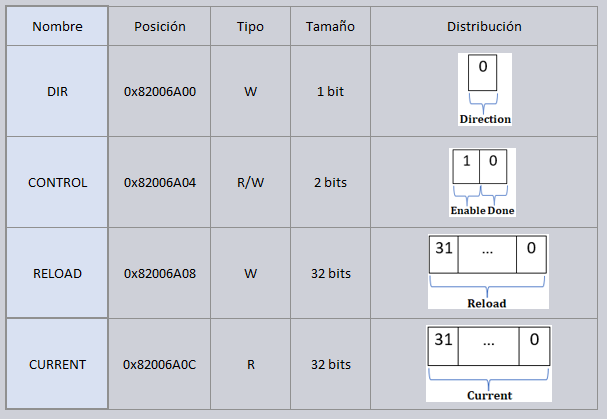 Nombre Posición Tipo Tamaño Distribución
DIR 0x82006A00 W 1 bit 0
Direction
CONTROL 0x82006A04 R/W 2 bits 1 0
Enable Done
RELOAD 0x82006A08 W 32 bits 31 ... 0
Reload
CURRENT 0x82006A0C R 32 bits 31 ... 0
Current